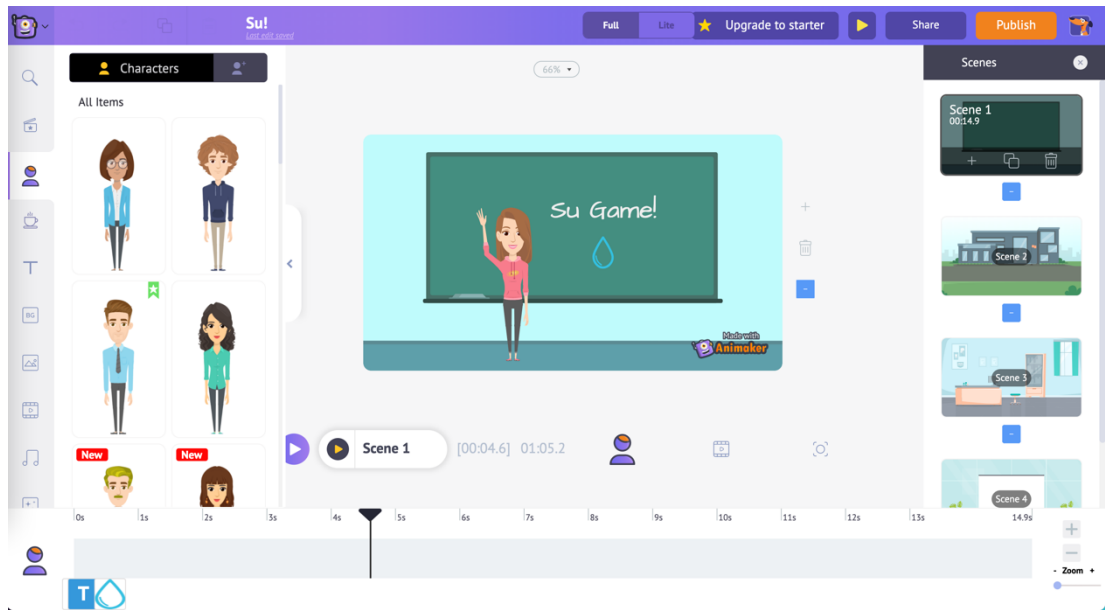 Su!
Last edit saved
Full
Lite
Upgrade to starter
Share
Publish
Characters
66%
Scenes
All Items
Scene 1
00:14.9
Su Game!
UP
Scene 2
Made with
Animaker
Scene 3
New
New
Scene 1
[00:04.6]
01:05.2
Scene 4
0s
1s
2s
3s
4s
5s
6s
7s
8s
9s
10s
11s
12s
13s
14.9s
- Zoom +
T
BG